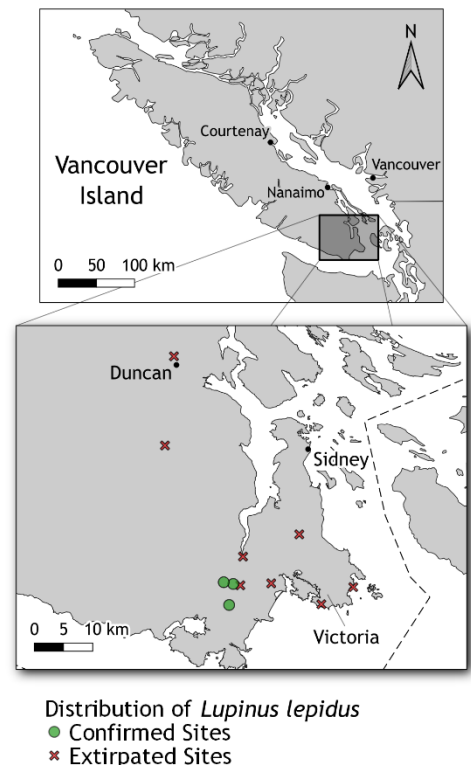 N
Courtenay
Vancouver
Vancouver
Island
Nanaimo
0 50 100 km
Duncan
Sidney
0 5 10 km
Victoria
Distribution of Lupinus lepidus
Confirmed Sites
Extirpated Sites